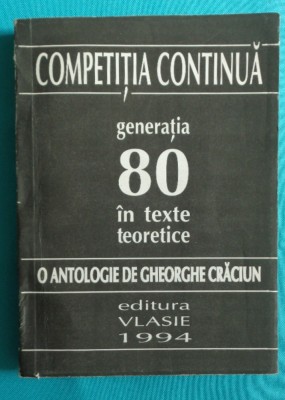 COMPETIȚIA CONTINUĂ
generația
80
în texte
teoretice
O ANTOLOGIE DE GHEORGHE CRĂCIUN
editura
VLASIE
1994